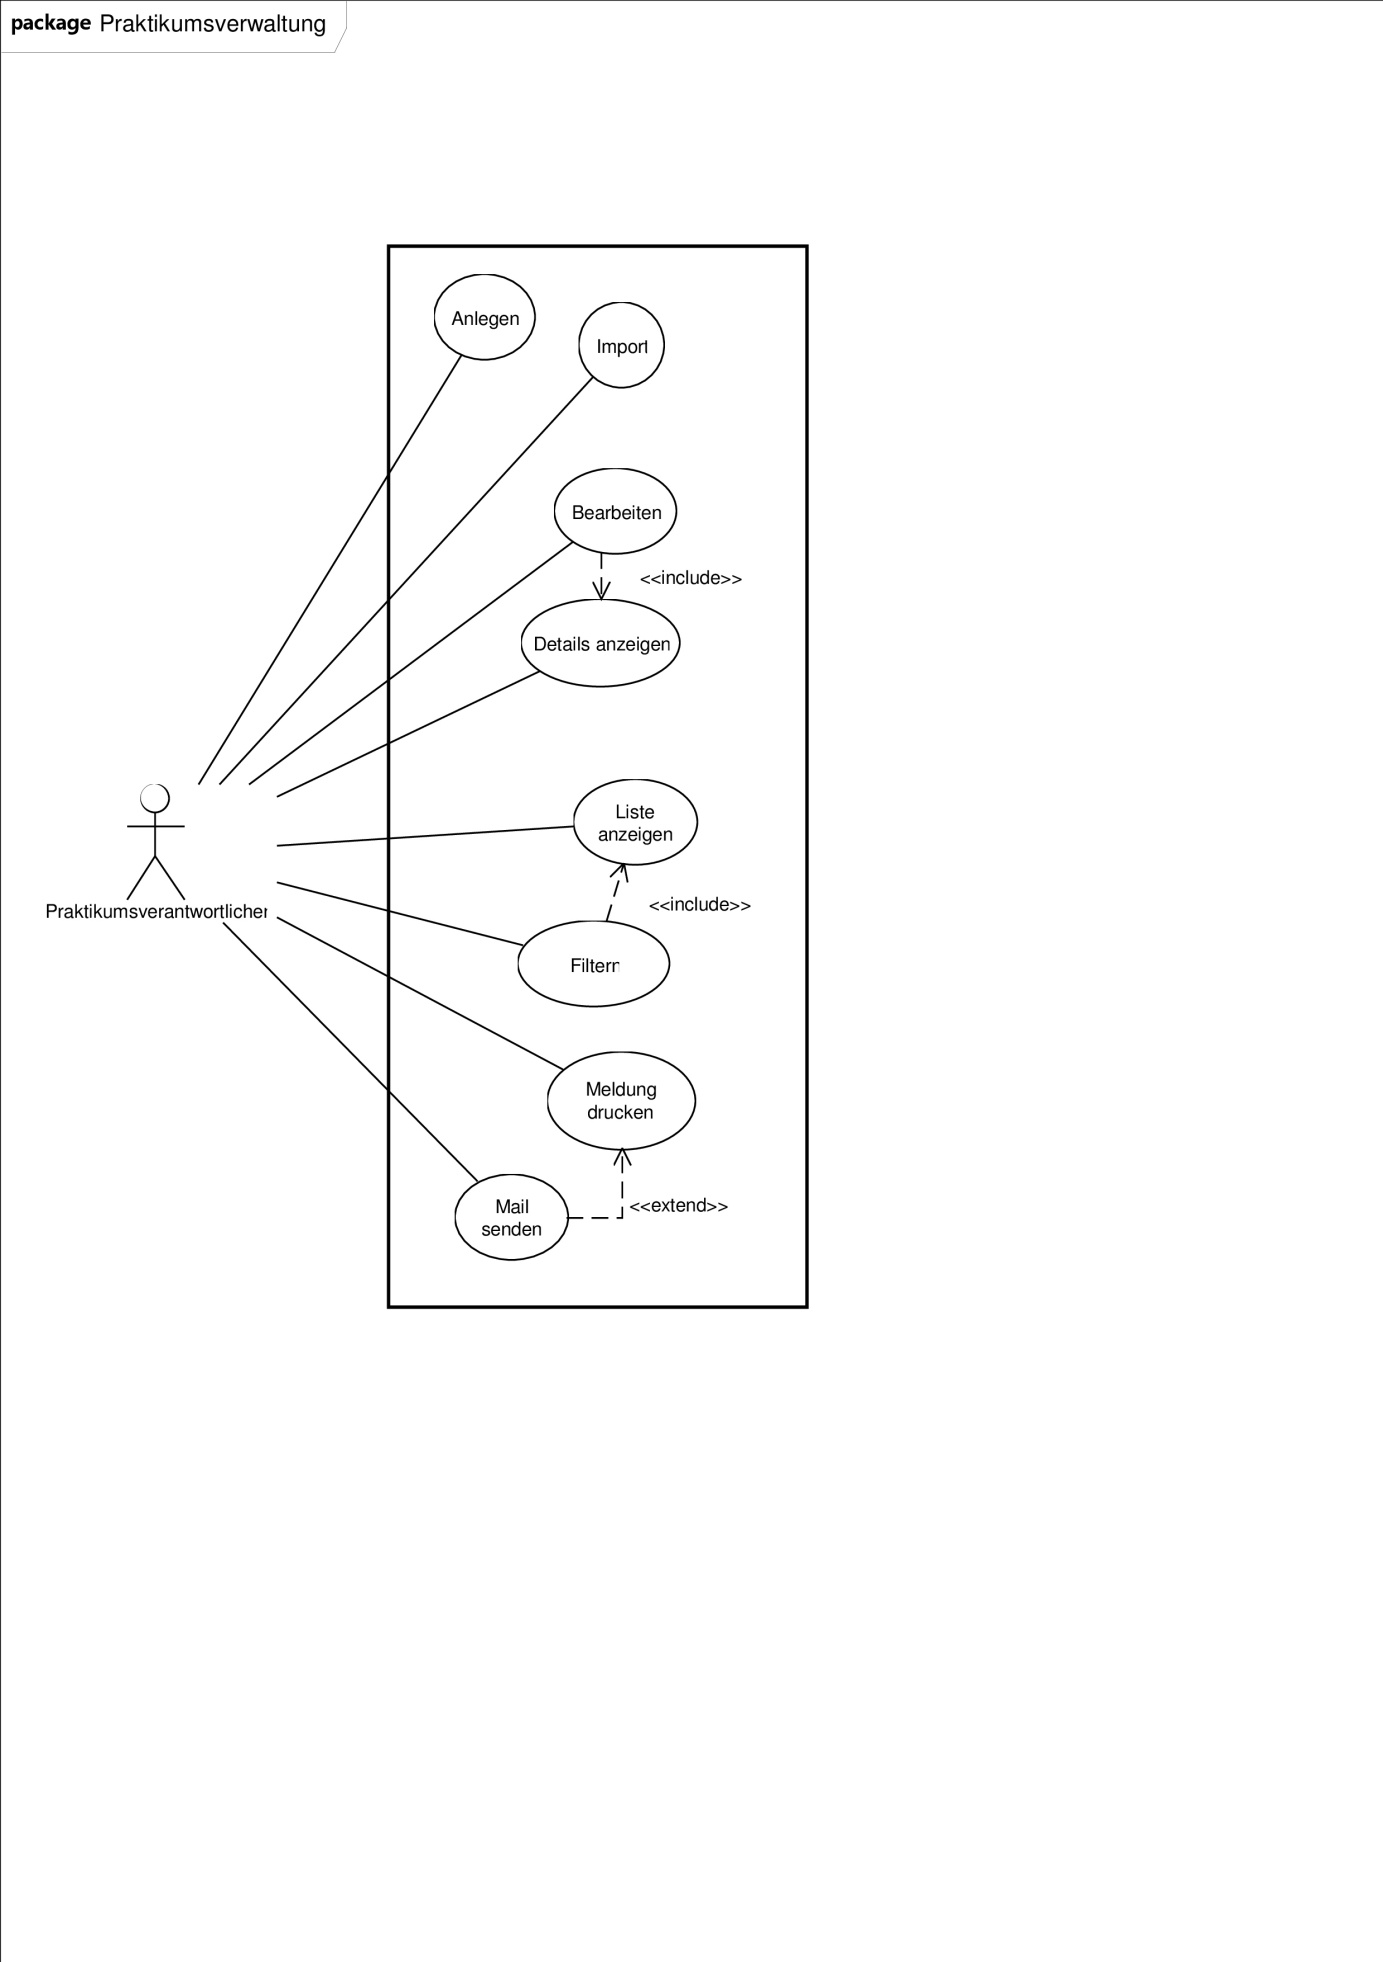 package Praktikumsverwaltung
Anlegen
Import
Bearbeiten
<<include>>
Details anzeigen
Liste
anzeigen
<<include>>
Praktikumsverantwortlicher
Filtern
Meldung
drucken
Mail
senden
<<extend>>